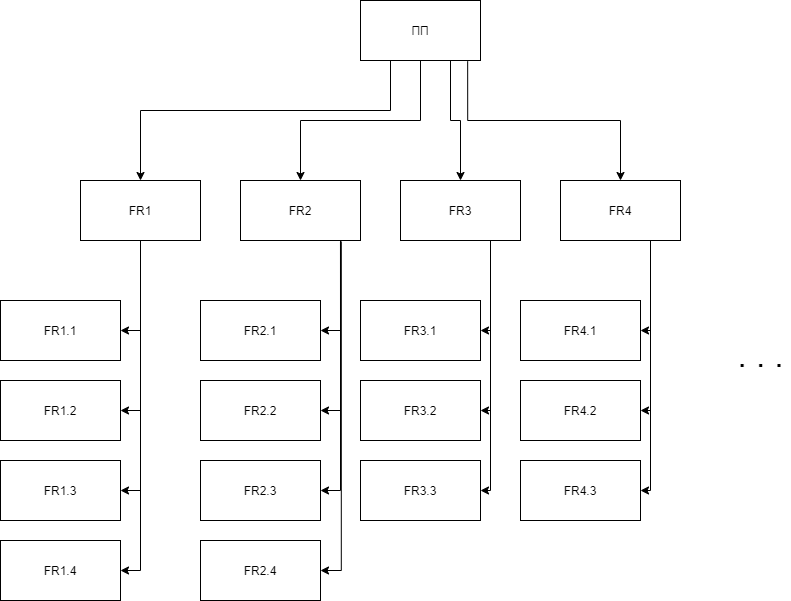 ПП
FR1
FR2
FR3
FR4
FR1.1
FR2.1
FR3.1
FR4.1
. . .
FR1.2
FR2.2
FR3.2
FR4.2
FR1.3
FR2.3
FR3.3
FR4.3
FR1.4
FR2.4